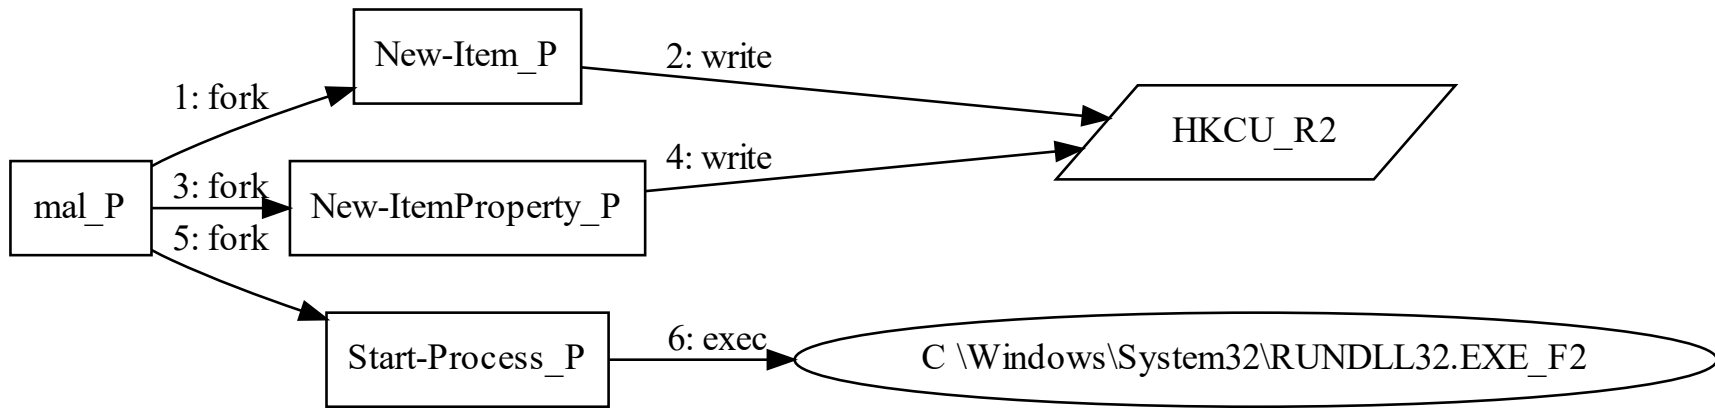 New-Item_P
2: write
1: fork
HKCU_R2
4: write
3: fork
mal_P
New-ItemProperty_P
5: fork
6: exec
Start-Process_P
C \Windows\System32\RUNDLL32.EXE_F2